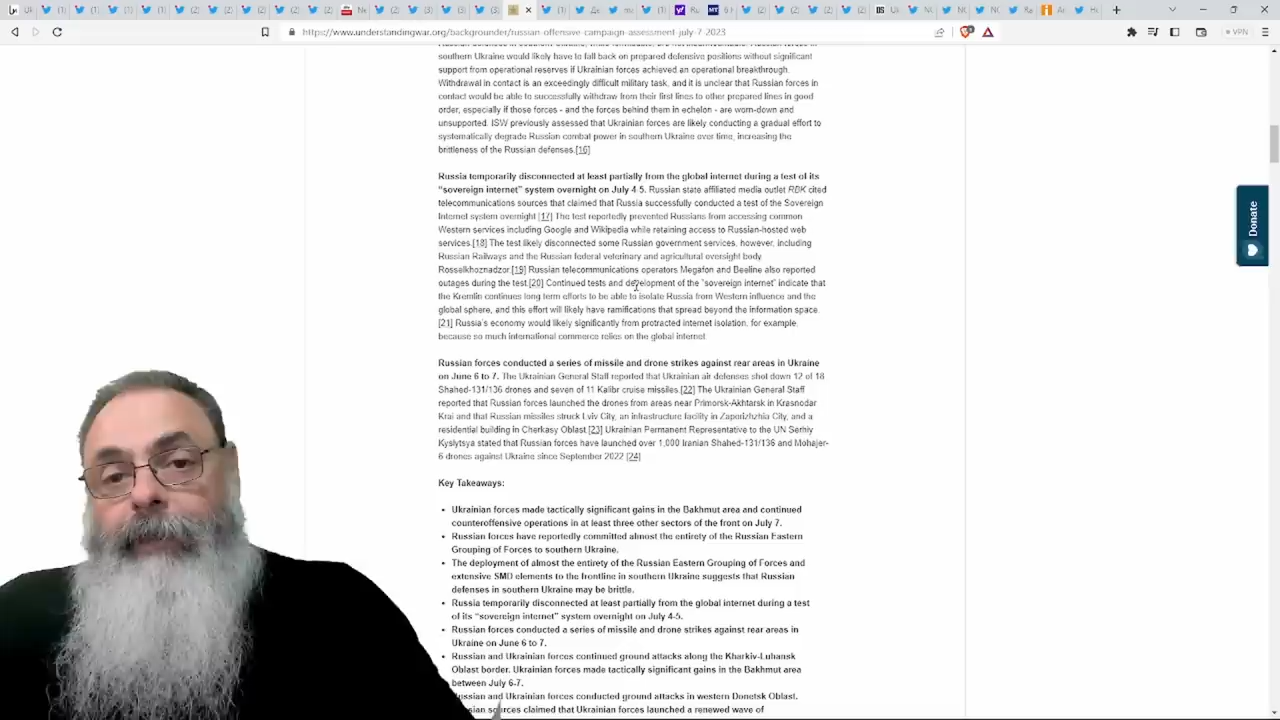 https://www.understandingwar.org/backgrounder/russian-offensive-campaign-assessment-july-7-2023
VPN
southern Ukraine would likely have to fall back on prepared defensive positions without significant
support from operational reserves if Ukrainian forces achieved an operational breakthrough.
Withdrawal in contact is an exceedingly difficult military task, and it is unclear that Russian forces in
contact would be able to successfully withdraw from their first lines to other prepared lines in good
order, especially if those forces - and the forces behind them in echelon - are worn-down and
unsupported. ISW previously assessed that Ukrainian forces are likely conducting a gradual effort to
systematically degrade Russian combat power in southern Ukraine over time, increasing the
brittleness of the Russian defenses.[16]
Russia temporarily disconnected at least partially from the global internet during a test of its
“sovereign internet” system overnight on July 4-5. Russian state affiliated media outlet RBK cited
telecommunications sources that claimed that Russia successfully conducted a test of the Sovereign
Internet system overnight.[17] The test reportedly prevented Russians from accessing common
Western services including Google and Wikipedia while retaining access to Russian-hosted web
services.[18] The test likely disconnected some Russian government services, however, including
Russian Railways and the Russian federal veterinary and agricultural oversight body
Rosselkhoznadzor.[19] Russian telecommunications operators Megafon and Beeline also reported
outages during the test.[20] Continued tests and development of the “sovereign internet” indicate that
the Kremlin continues long term efforts to be able to isolate Russia from Western influence and the
global sphere, and this effort will likely have ramifications that spread beyond the information space.
[21] Russia’s economy would likely significantly from protracted internet isolation, for example,
because so much international commerce relies on the global internet.
Russian forces conducted a series of missile and drone strikes against rear areas in Ukraine
on June 6 to 7. The Ukrainian General Staff reported that Ukrainian air defenses shot down 12 of 18
Shahed-131/136 drones and seven of 11 Kalibr cruise missiles.[22] The Ukrainian General Staff
reported that Russian forces launched the drones from areas near Primorsk-Akhtarsk in Krasnodar
Krai and that Russian missiles struck Lviv City, an infrastructure facility in Zaporizhzhia City, and a
residential building in Cherkasy Oblast.[23] Ukrainian Permanent Representative to the UN Serhiy
Kyslytsya stated that Russian forces have launched over 1,000 Iranian Shahed-131/136 and Mohajer-
6 drones against Ukraine since September 2022.[24]
Key Takeaways:
Ukrainian forces made tactically significant gains in the Bakhmut area and continued
counteroffensive operations in at least three other sectors of the front on July 7.
Russian forces have reportedly committed almost the entirety of the Russian Eastern
Grouping of Forces to southern Ukraine.
The deployment of almost the entirety of the Russian Eastern Grouping of Forces and
extensive SMD elements to the frontline in southern Ukraine suggests that Russian
defenses in southern Ukraine may be brittle.
Russia temporarily disconnected at least partially from the global internet during a test
of its “sovereign internet” system overnight on July 4-5.
Russian forces conducted a series of missile and drone strikes against rear areas in
Ukraine on June 6 to 7.
Russian and Ukrainian forces continued ground attacks along the Kharkiv-Luhansk
Oblast border. Ukrainian forces made tactically significant gains in the Bakhmut area
between July 6-7.
Russian and Ukrainian forces conducted ground attacks in western Donetsk Oblast.
sources claimed that Ukrainian forces launched a renewed wave of
Donate